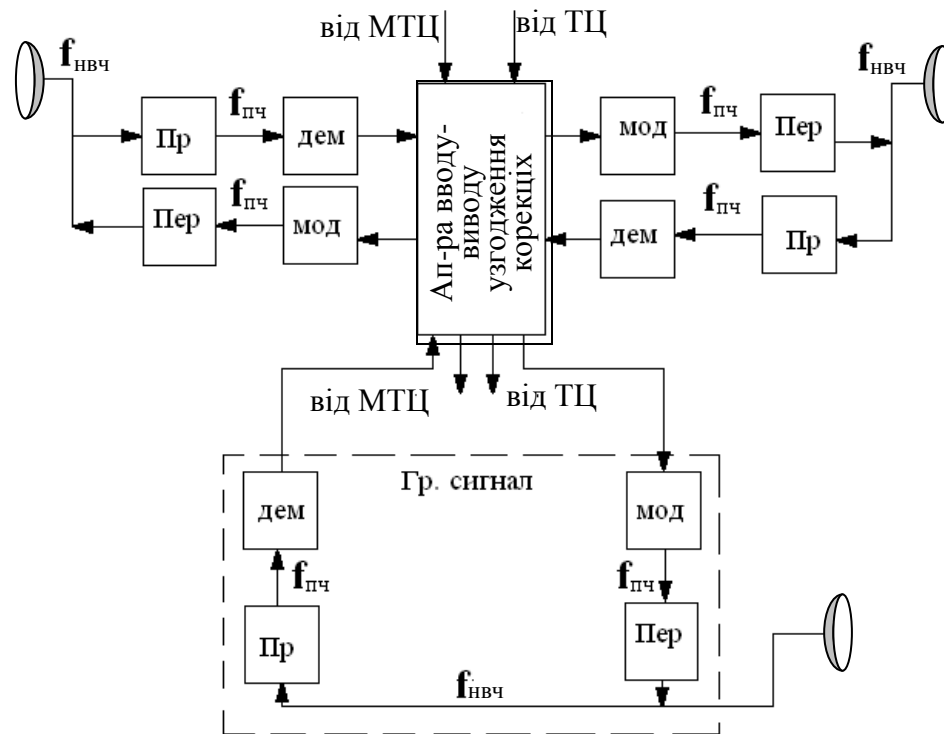 від МТЦ
від ТЦ
fнвч
fнвч
Пр
fпч
дем
мод
fпч
Пер
Пер
fпч
мод
дем
fпч
Пр
Ап-ра вводу-
виводу
узгодження
корекціх
від МТЦ
від ТЦ
Гр. сигнал
дем
мод
fпч
fпч
Пр
Пер
fнвч